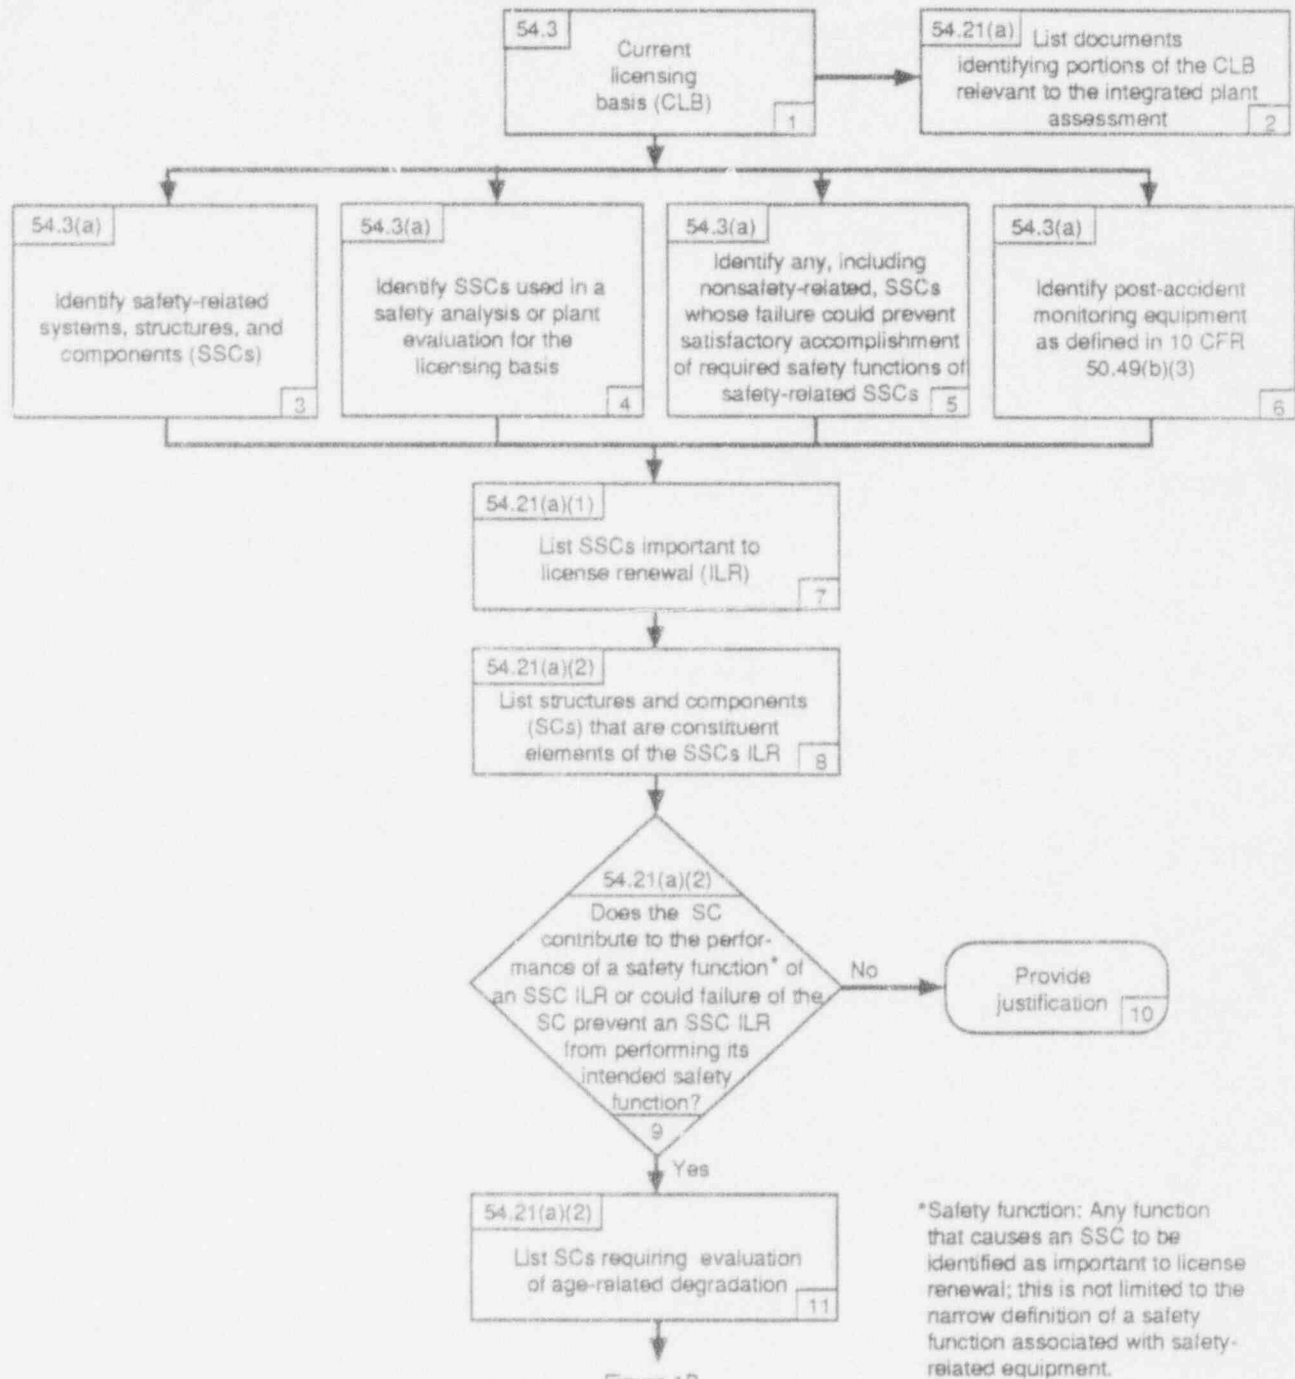 54.3
Current
licensing
basis (CLB)
1
54.21(a) List documents
identifying portions of the CLB
relevant to the integrated plant
assessment
2
54.3(a)
Identify safety-related
systems, structures, and
components (SSCs)
3
54.3(a)
Identify SSCs used in a
safety analysis or plant
evaluation for the
licensing basis
4
54.3(a)
Identify any, including
nonsafety-related, SSCs
whose failure could prevent
satisfactory accomplishment
of required safety functions of
safety-related SSCs
5
54.3(a)
Identify post-accident
monitoring equipment
as defined in 10 CFR
50.49(b)(3)
6
54.21(a)(1)
List SSCs important to
license renewal (ILR)
7
54.21(a)(2)
List structures and components
(SCs) that are constituent
elements of the SSCs ILR
8
54.21(a)(2)
Does the SC
contribute to the perfor-
mance of a safety function* of
an SSC ILR or could failure of the
SC prevent an SSC ILR
from performing its
intended safety
function?
9
No
Provide
justification
10
Yes
54.21(a)(2)
List SCs requiring evaluation
of age-related degradation
11
*Safety function: Any function
that causes an SSC to be
identified as important to license
renewal; this is not limited to the
narrow definition of a safety
function associated with safety-
related equipment.